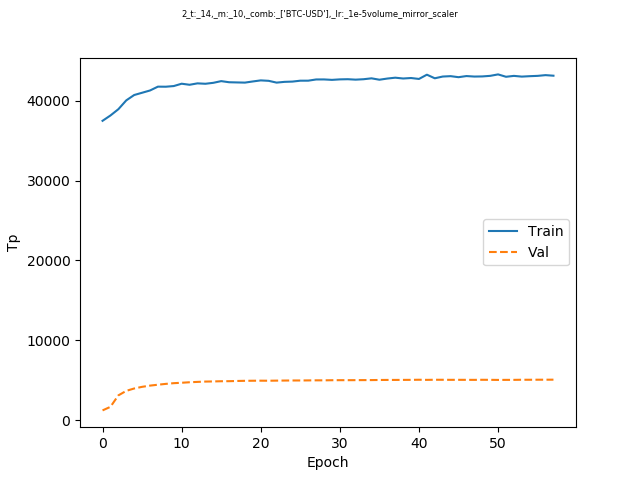 2_t:_14,_m:_10,_comb:_['BTC-USD'],_lr:_1e-5volume_mirror_scaler
40000
30000
20000
10000
0
Tp
Train
Val
0 10 20 30 40 50
Epoch